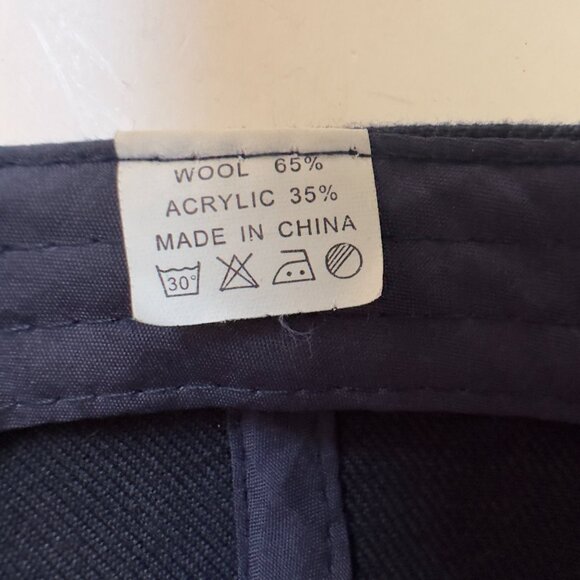 WOOL 65%
ACRYLIC 35%
MADE IN CHINA
30°